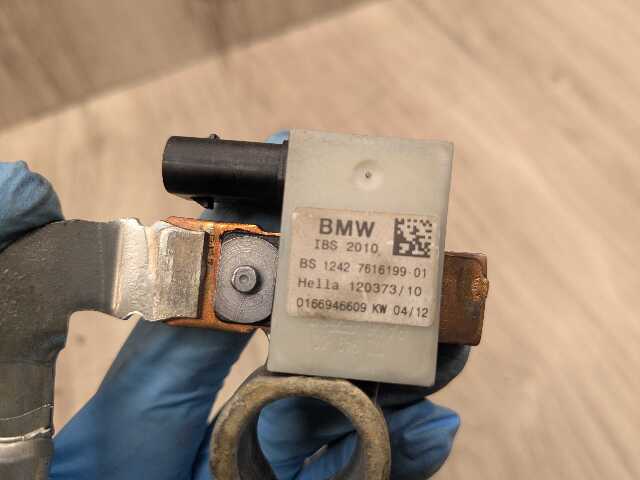 BMW
IBS 2010
BS 1242 7616199-01
Hella 120373/10
0166946609 KW 04/12